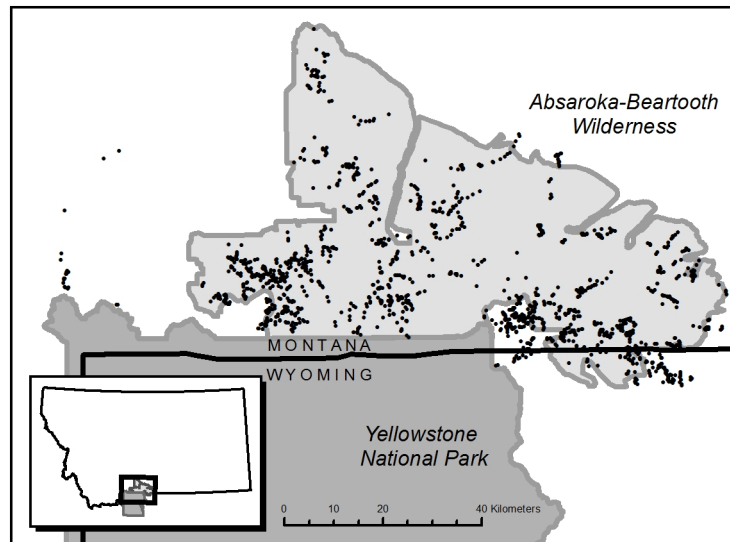 Absaroka-Beartooth
Wilderness
MONTANA
WYOMING
Yellowstone
National Park
0 10 20 40 Kilometers